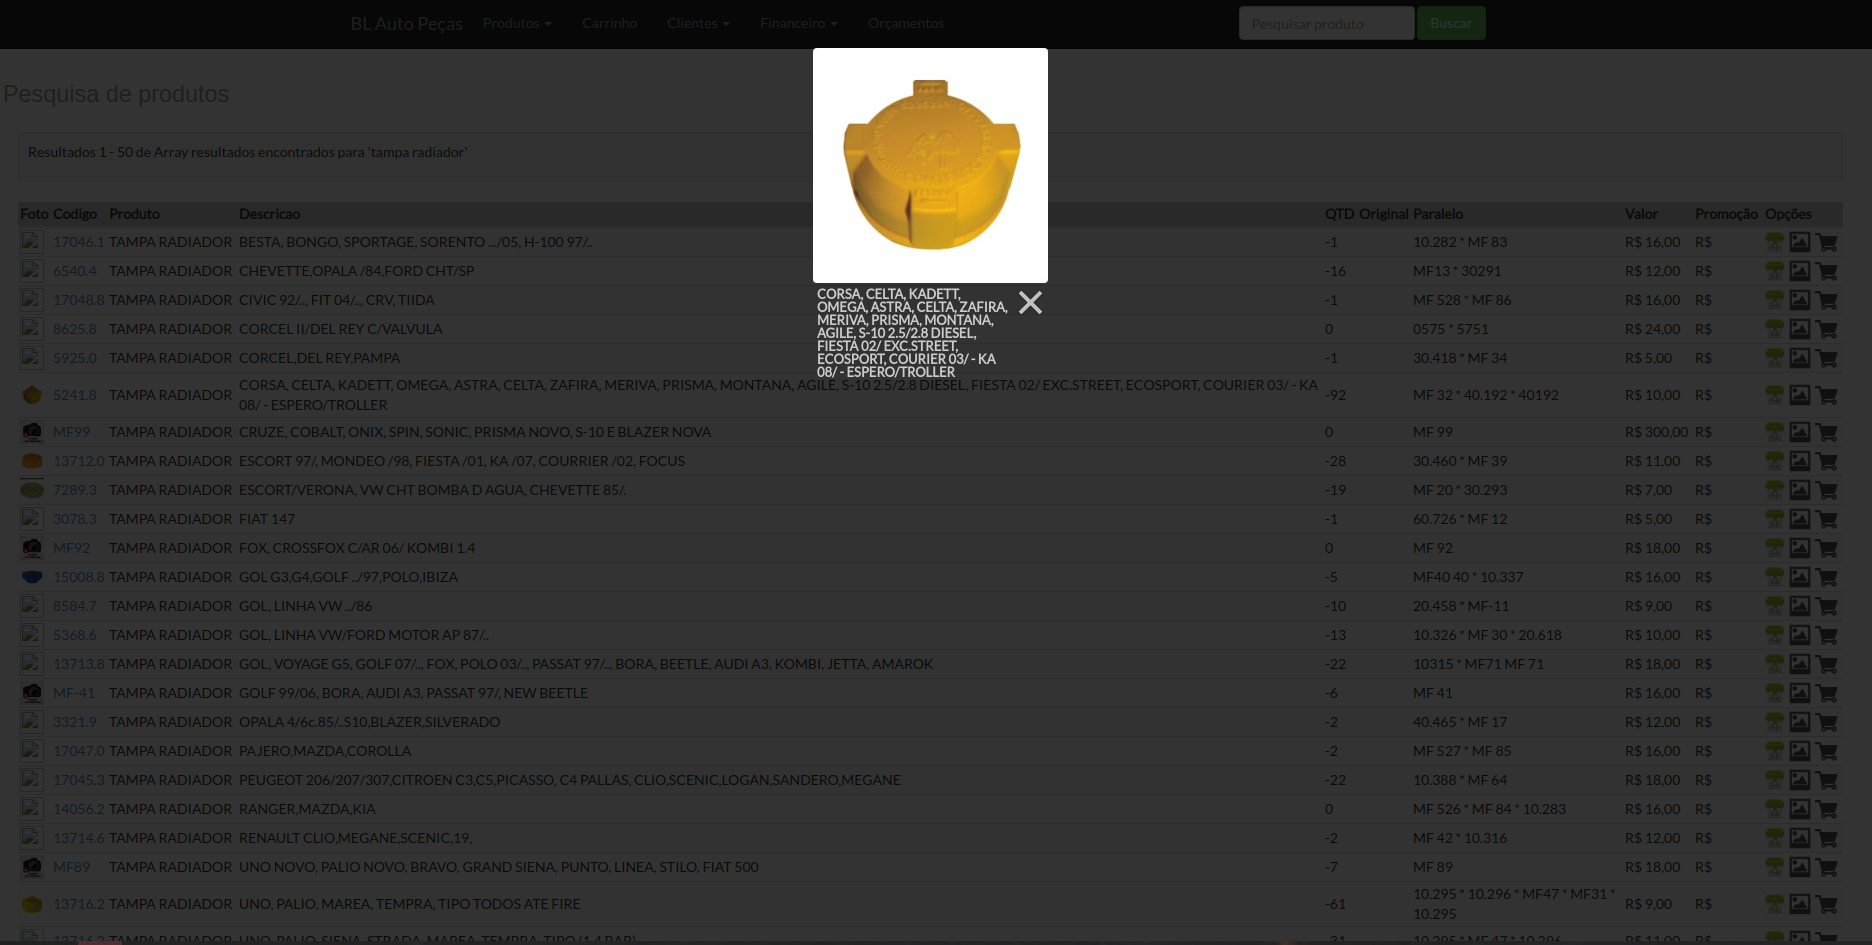 BL Auto Peças Produtos Carrinho Clientes Financeiro Orçamentos Pesquisar produto Buscar
Pesquisa de produtos
Resultados 1 - 50 de Array resultados encontrados para 'tampa radiador'
CORSA, CELTA, KADETT,
OMEGA, ASTRA, CELTA, ZAFIRA,
MERIVA, PRISMA, MONTANA,
AGILE, S-10 2.5/2.8 DIESEL,
FIESTA 02/ EXC.STREET,
ECOSPORT, COURIER 03/ - KA
08/ - ESPERO/TROLLER
Foto Codigo Produto Descricao QTD Original Paralelo Valor Promoção Opções
17046.1 TAMPA RADIADOR BESTA, BONGO, SPORTAGE, SORENTO .../05, H-100 97/.. -1 10.282 * MF 83 R$ 16,00 R$
6540.4 TAMPA RADIADOR CHEVETTE,OPALA /84,FORD CHT/SP -16 MF13 * 30291 R$ 12,00 R$
17048.8 TAMPA RADIADOR CIVIC 92/.., FIT 04/.., CRV, TIIDA -1 MF 528 * MF 86 R$ 16,00 R$
8625.8 TAMPA RADIADOR CORCEL II/DEL REY C/VALVULA 0 0575 * 5751 R$ 24,00 R$
5925.0 TAMPA RADIADOR CORCEL,DEL REY,PAMPA -1 30.418 * MF 34 R$ 5,00 R$
5241.8 TAMPA RADIADOR CORSA, CELTA, KADETT, OMEGA, ASTRA, CELTA, ZAFIRA, MERIVA, PRISMA, MONTANA, AGILE, S-10 2.5/2.8 DIESEL, FIESTA 02/ EXC.STREET, ECOSPORT, COURIER 03/ - KA
08/ - ESPERO/TROLLER -92 MF 32 * 40.192 * 40192 R$ 10,00 R$
MF99 TAMPA RADIADOR CRUZE, COBALT, ONIX, SPIN, SONIC, PRISMA NOVO, S-10 E BLAZER NOVA 0 MF 99 R$ 300,00 R$
13712.0 TAMPA RADIADOR ESCORT 97/, MONDEO /98, FIESTA /01, KA /07, COURRIER /02, FOCUS -28 30.460 * MF 39 R$ 11,00 R$
7289.3 TAMPA RADIADOR ESCORT/VERONA, VW CHT BOMBA D AGUA, CHEVETTE 85/. -19 MF 20 * 30.293 R$ 7,00 R$
3078.3 TAMPA RADIADOR FIAT 147 -1 60.726 * MF 12 R$ 5,00 R$
MF92 TAMPA RADIADOR FOX, CROSSFOX C/AR 06/ KOMBI 1.4 0 MF 92 R$ 18,00 R$
15008.8 TAMPA RADIADOR GOL G3,G4,GOLF ../97,POLO,IBIZA -5 MF40 40 * 10.337 R$ 16,00 R$
8584.7 TAMPA RADIADOR GOL, LINHA VW ../86 -10 20.458 * MF-11 R$ 9,00 R$
5368.6 TAMPA RADIADOR GOL, LINHA VW/FORD MOTOR AP 87/.. -13 10.326 * MF 30 * 20.618 R$ 10,00 R$
13713.8 TAMPA RADIADOR GOL, VOYAGE G5, GOLF 07/.., FOX, POLO 03/.., PASSAT 97/.., BORA, BEETLE, AUDI A3, KOMBI, JETTA, AMAROK -22 10315 * MF71 MF 71 R$ 18,00 R$
MF-41 TAMPA RADIADOR GOLF 99/06, BORA, AUDI A3, PASSAT 97/, NEW BEETLE -6 MF 41 R$ 16,00 R$
3321.9 TAMPA RADIADOR OPALA 4/6c.85/..S10,BLAZER,SILVERADO -2 40.465 * MF 17 R$ 12,00 R$
17047.0 TAMPA RADIADOR PAJERO,MAZDA,COROLLA -2 MF 527 * MF 85 R$ 16,00 R$
17045.3 TAMPA RADIADOR PEUGEOT 206/207/307,CITROEN C3,C5,PICASSO, C4 PALLAS, CLIO,SCENIC,LOGAN,SANDERO,MEGANE -22 10.388 * MF 64 R$ 18,00 R$
14056.2 TAMPA RADIADOR RANGER,MAZDA,KIA 0 MF 526 * MF 84 * 10.283 R$ 16,00 R$
13714.6 TAMPA RADIADOR RENAULT CLIO,MEGANE,SCENIC,19, -2 MF 42 * 10.316 R$ 12,00 R$
MF89 TAMPA RADIADOR UNO NOVO, PALIO NOVO, BRAVO, GRAND SIENA, PUNTO, LINEA, STILO, FIAT 500 -7 MF 89 R$ 18,00 R$
13716.2 TAMPA RADIADOR UNO, PALIO, MAREA, TEMPRA, TIPO TODOS ATE FIRE -61 10.295 * 10.296 * MF47 * MF31 *
10.295 R$ 9,00 R$
TAMPA RADIADOR UNO, PALIO, SIENA, STRADA, MAREA, TEMPRA, TIPO (1.4 BAR) -31 10.295 * MF 47 * 10.296 R$ 11,00 R$